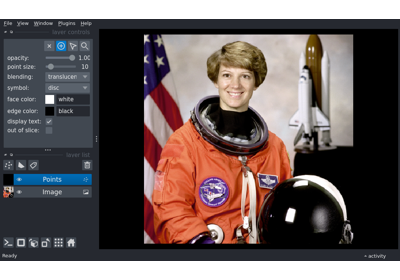 File View Window Plugins Help
layer controls
opacity: 1.00
point size: 10
blending: translucen
symbol: disc
face color: white
edge color: black
display text:
out of slice:
layer list
Points
Image
Ready
activity